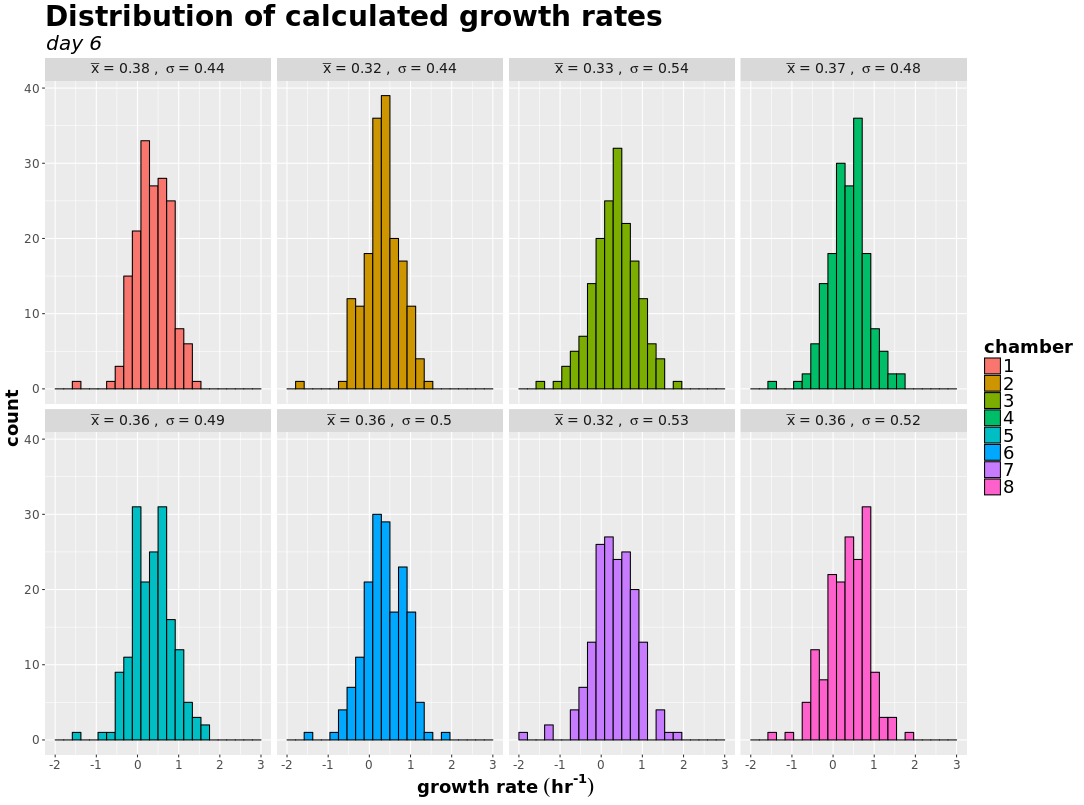 Distribution of calculated growth rates
day 6
x̅ = 0.38 , σ = 0.44
x̅ = 0.32 , σ = 0.44
x̅ = 0.33 , σ = 0.54
x̅ = 0.37 , σ = 0.48
40
30
20
10
0
x̅ = 0.36 , σ = 0.49
x̅ = 0.36 , σ = 0.5
x̅ = 0.32 , σ = 0.53
x̅ = 0.36 , σ = 0.52
40
30
20
10
0
-2 -1 0 1 2 3
-2 -1 0 1 2 3
-2 -1 0 1 2 3
-2 -1 0 1 2 3
count
growth rate (hr⁻¹)
chamber
1
2
3
4
5
6
7
8